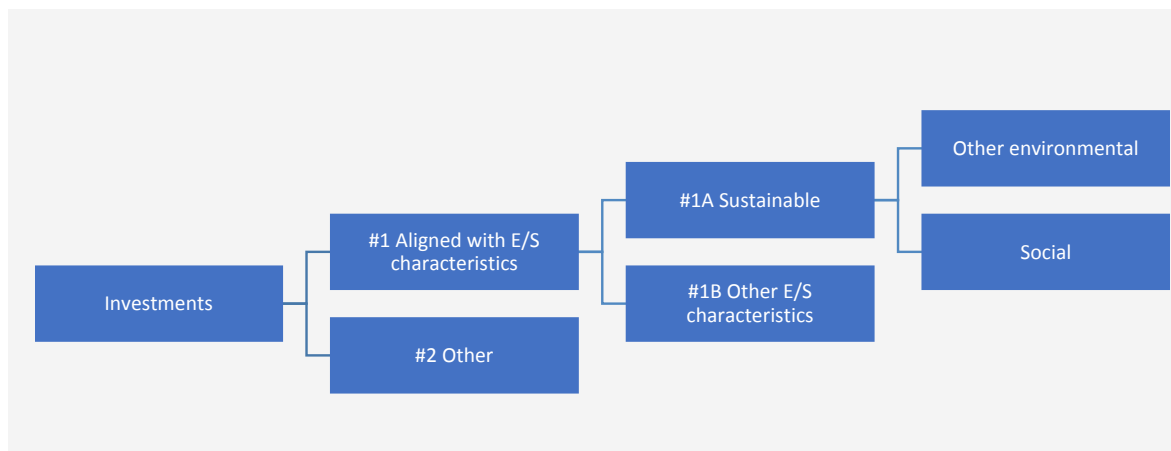 Investments
#1 Aligned with E/S
characteristics
#2 Other
#1A Sustainable
#1B Other E/S
characteristics
Other environmental
Social